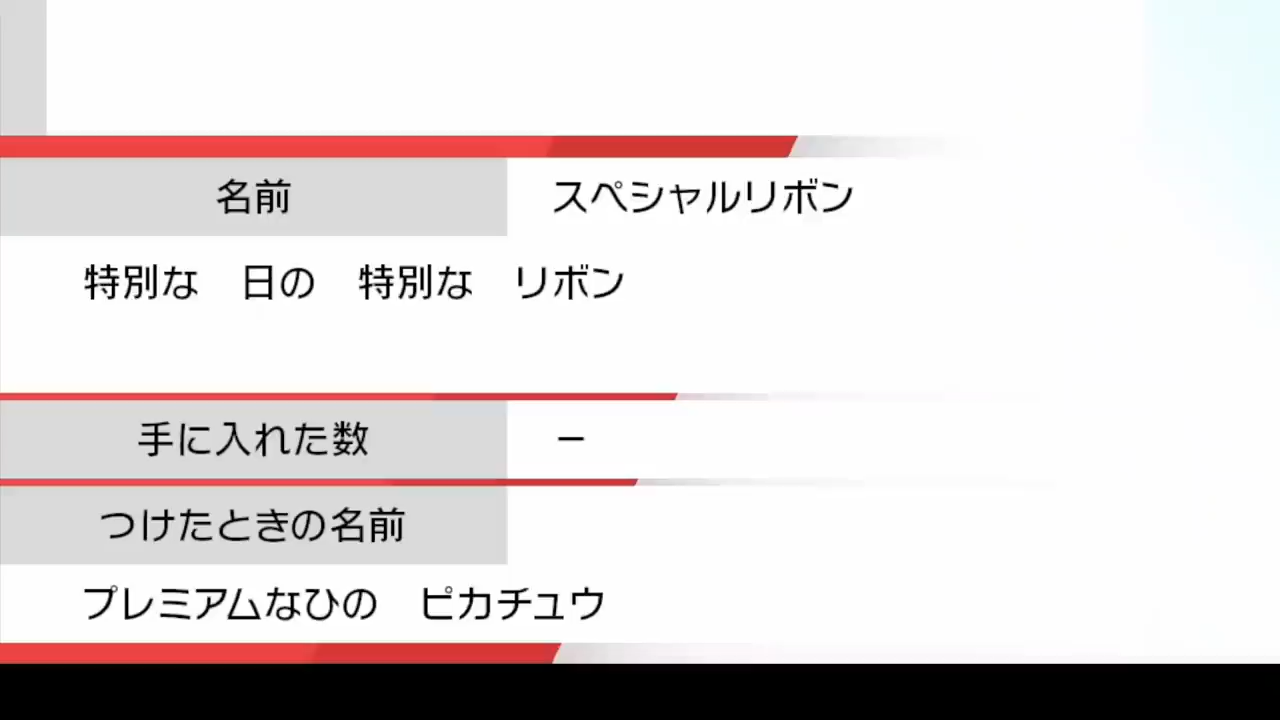 名前　スペシャルリボン
特別な　日の　特別な　リボン
手に入れた数　ー
つけたときの名前
プレミアムなひの　ピカチュウ